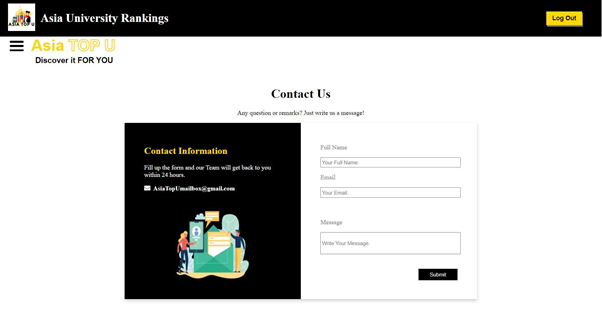 ASIA TOP U
Asia University Rankings
Log Out
Asia TOP U
Discover it FOR YOU
Contact Us
Any question or remarks? Just write us a message!
Contact Information
Fill up the form and our Team will get back to you
within 24 hours.
AsiaTopUmailbox@gmail.com
Full Name
Your Full Name.
Email
Your Email.
Message
Write Your Message.
Submit